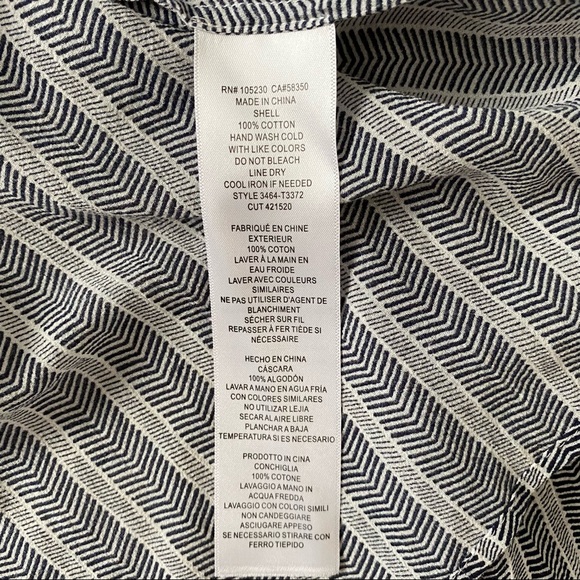 RN# 105230 CA#58350
MADE IN CHINA
SHELL
100% COTTON
HAND WASH COLD
WITH LIKE COLORS
DO NOT BLEACH
LINE DRY
COOL IRON IF NEEDED
STYLE 3464-T3372
CUT 421520
FABRIQUÉ EN CHINE
EXTERIEUR
100% COTON
LAVER À LA MAIN EN
EAU FROIDE
LAVER AVEC COULEURS
SIMILAIRES
NE PAS UTILISER D'AGENT DE
BLANCHIMENT
SÉCHER SUR FIL
REPASSER À FER TIÈDE SI
NÉCESSAIRE
HECHO EN CHINA
CÁSCARA
100% ALGODÓN
LAVAR A MANO EN AGUA FRÍA
CON COLORES SIMILARES
NO UTILIZAR LEJIA
SECAR AL AIRE LIBRE
PLANCHAR A BAJA
TEMPERATURA SI ES NECESARIO
PRODOTTO IN CINA
CONCHIGLIA
100% COTONE
LAVAGGIO A MANO IN
ACQUA FREDDA
LAVAGGIO CON COLORI SIMILI
NON CANDEGGIARE
ASCIUGARE APPESO
SE NECESSARIO STIRARE CON
FERRO TIEPIDO